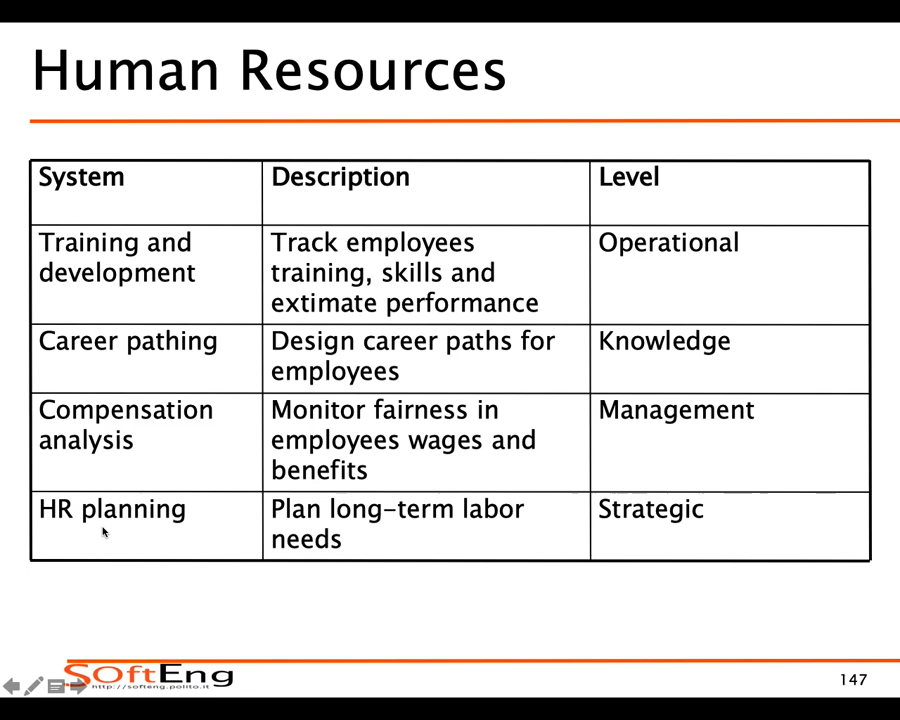 Human Resources
System
Description
Level
Training and
development
Track employees
training, skills and
extimate performance
Operational
Career pathing
Design career paths for
employees
Knowledge
Compensation
analysis
Monitor fairness in
employees wages and
benefits
Management
HR planning
Plan long-term labor
needs
Strategic
SoftEng
http://softeng.polito.it
147